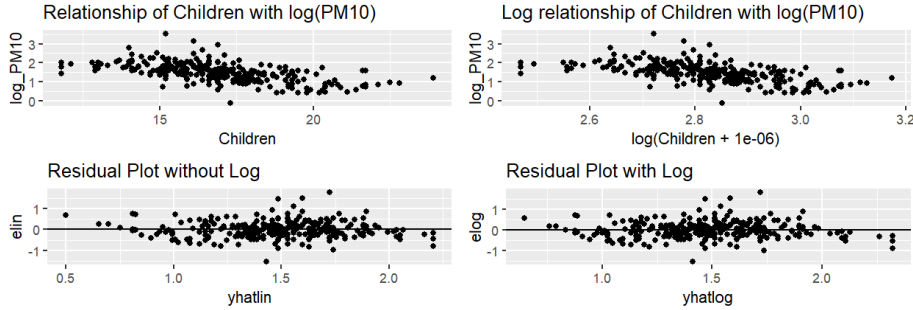 Relationship of Children with log(PM10)
log_PM10
3
2
1
0
15
20
Children
Log relationship of Children with log(PM10)
log_PM10
3
2
1
0
2.6
2.8
3.0
3.2
log(Children + 1e-06)
Residual Plot without Log
elin
1
0
-1
0.5
1.0
1.5
2.0
yhatlin
Residual Plot with Log
elog
1
0
-1
1.0
1.5
2.0
yhatlog